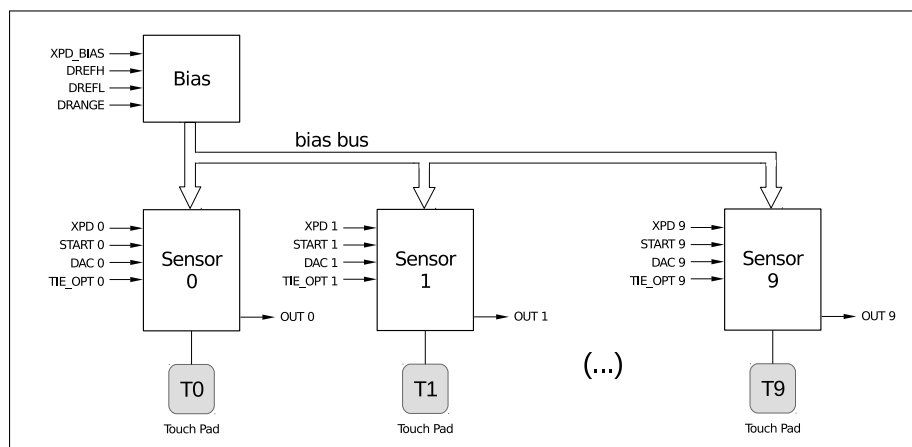 XPD_BIAS
DREFH
DREFL
DRANGE
Bias
bias bus
XPD 0
START 0
DAC 0
TIE_OPT 0
Sensor
0
OUT 0
XPD 1
START 1
DAC 1
TIE_OPT 1
Sensor
1
OUT 1
XPD 9
START 9
DAC 9
TIE_OPT 9
Sensor
9
OUT 9
(...)
T0
Touch Pad
T1
Touch Pad
T9
Touch Pad